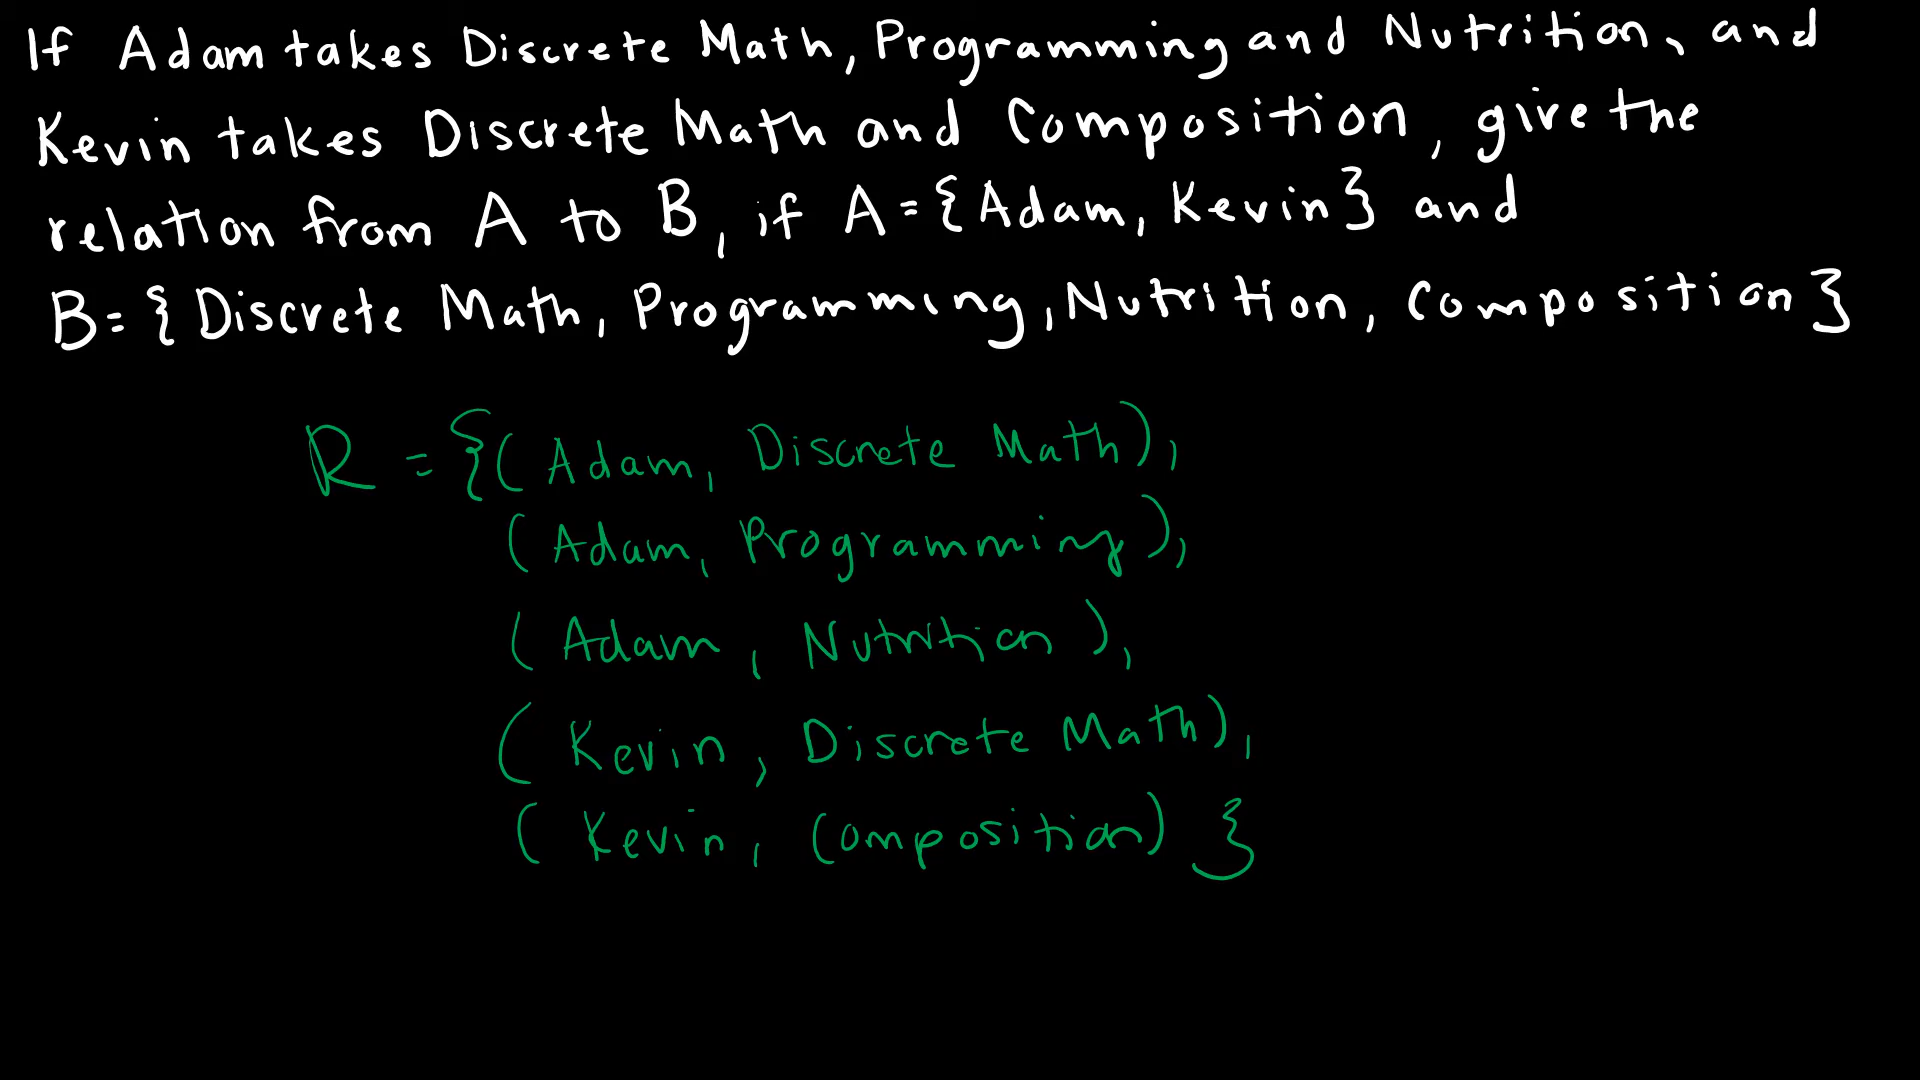 If Adam takes Discrete Math, Programming and Nutrition, and
Kevin takes Discrete Math and Composition, give the
relation from A to B, if A={Adam, Kevin} and
B={Discrete Math, Programming, Nutrition, Composition}
R={(Adam, Discrete Math),
(Adam, Programming),
(Adam, Nutrition),
(Kevin, Discrete Math),
(Kevin, Composition)}